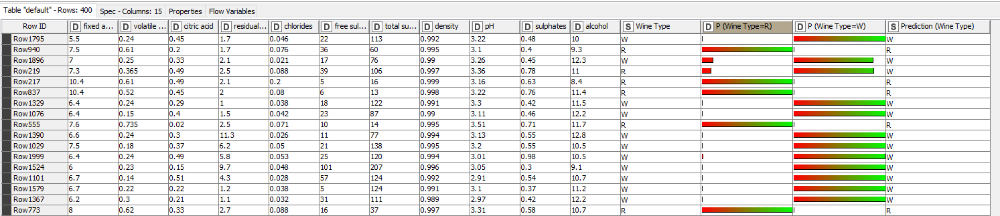 Table "default" - Rows: 400 Spec - Columns: 15 Properties Flow Variables
Row ID D fixed a... D volatile ... D citric acid D residual... D chlorides D free sul... D total su... D density D pH D sulphates D alcohol S Wine Type D P (Wine Type=R) D P (Wine Type=W) S Prediction (Wine Type)
Row1795 5.5 0.24 0.45 1.7 0.046 22 113 0.992 3.22 0.48 10 W W
Row940 7.5 0.61 0.2 1.7 0.076 36 60 0.995 3.1 0.4 9.3 R R
Row1896 7 0.25 0.33 2.1 0.021 17 76 0.99 3.26 0.45 12.3 W W
Row219 7.3 0.365 0.49 2.5 0.088 39 106 0.997 3.36 0.78 11 R W
Row217 10.4 0.61 0.49 2.1 0.2 5 16 0.999 3.16 0.63 8.4 R R
Row837 10.4 0.52 0.45 2 0.08 6 13 0.998 3.22 0.76 11.4 R R
Row1329 6.4 0.24 0.29 1 0.038 18 122 0.991 3.3 0.42 11.5 W W
Row1076 6.4 0.15 0.4 1.5 0.042 23 87 0.99 3.11 0.46 12.2 W W
Row555 7.6 0.735 0.02 2.5 0.071 10 14 0.995 3.51 0.71 11.7 R R
Row1390 6.6 0.24 0.3 11.3 0.026 11 77 0.994 3.13 0.55 12.8 W W
Row1029 7.5 0.18 0.37 6.2 0.05 21 138 0.995 3.2 0.55 10.5 W W
Row1999 6.4 0.24 0.49 5.8 0.053 25 120 0.994 3.01 0.98 10.5 W W
Row1524 6 0.23 0.15 9.7 0.048 101 207 0.996 3.05 0.3 9.1 W W
Row1101 6.7 0.14 0.51 4.3 0.028 57 124 0.992 2.91 0.54 10.7 W W
Row1579 6.7 0.22 0.22 1.2 0.038 5 124 0.991 3.1 0.37 11.2 W W
Row1367 6.2 0.3 0.21 1.1 0.032 31 111 0.989 2.97 0.42 12.2 W W
Row773 8 0.62 0.33 2.7 0.088 16 37 0.997 3.31 0.58 10.7 R R